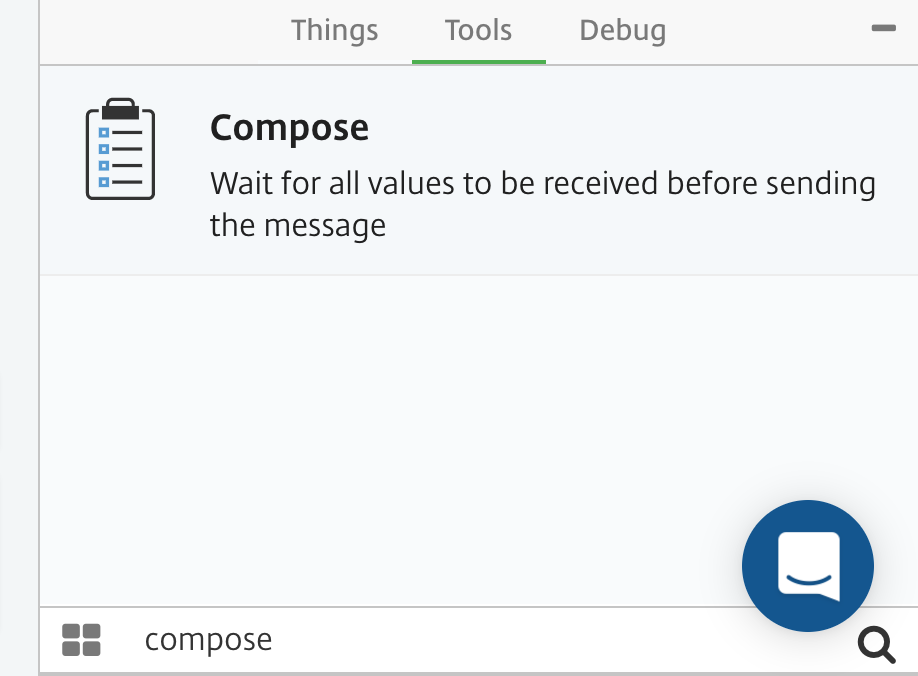 Things Tools Debug
Compose
Wait for all values to be received before sending
the message
compose